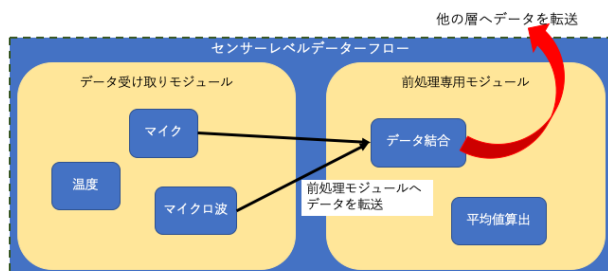 他の層へデータを転送
センサーレベルデーターフロー
データ受け取りモジュール
前処理専用モジュール
マイク
データ結合
温度
前処理モジュールへ
データを転送
マイクロ波
平均値算出